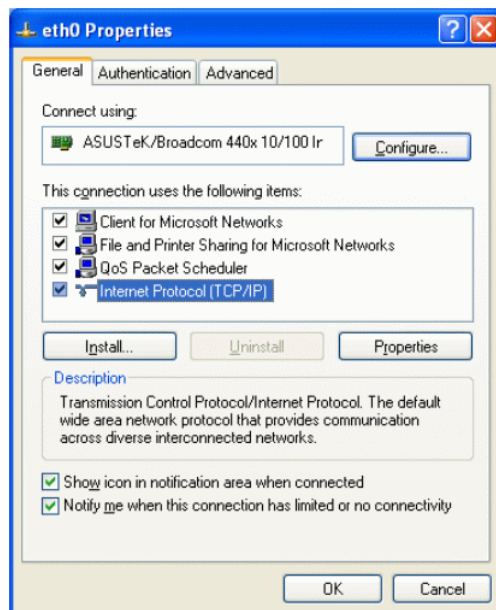 eth0 Properties
General Authentication Advanced
Connect using:
ASUSTeK/Broadcom 440x 10/100 Ir Configure...
This connection uses the following items:
Client for Microsoft Networks
File and Printer Sharing for Microsoft Networks
QoS Packet Scheduler
Internet Protocol (TCP/IP)
Install... Uninstall Properties
Description
Transmission Control Protocol/Internet Protocol. The default
wide area network protocol that provides communication
across diverse interconnected networks.
Show icon in notification area when connected
Notify me when this connection has limited or no connectivity
OK Cancel